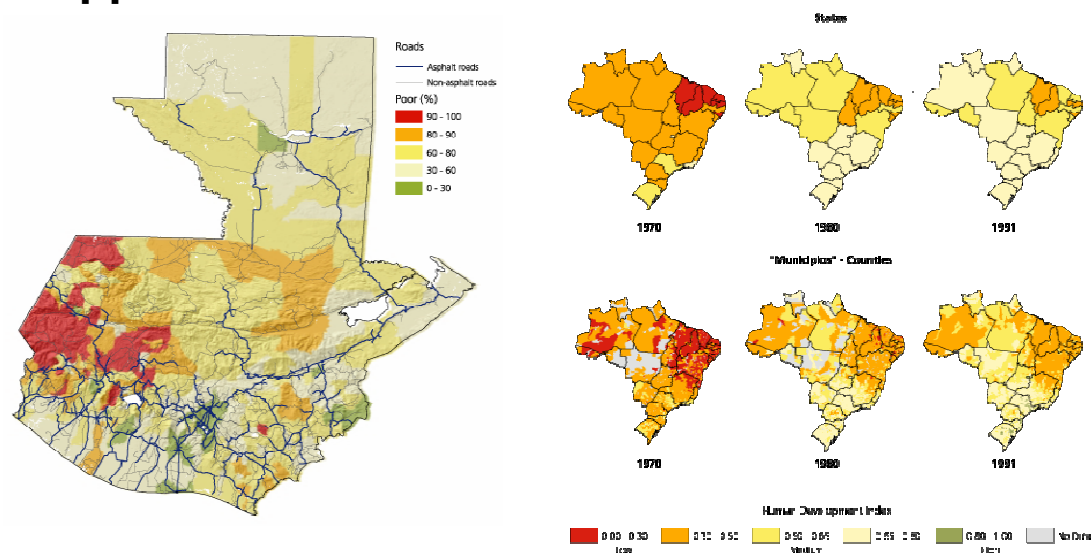 Roads
Asphalt roads
Non-asphalt roads
Poor (%)
90 - 100
80 - 90
60 - 80
30 - 60
0 - 30
States
1970
1980
1991
"Municipios" - Counties
1970
1980
1991
Human Development Index
No Data
Medium